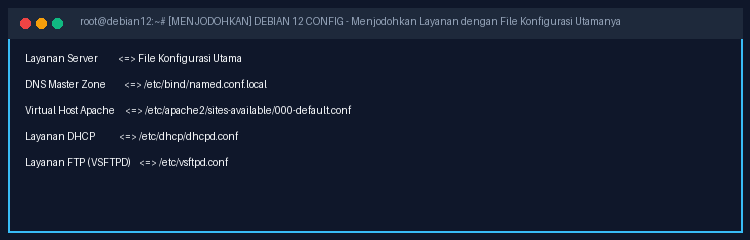 root@debian12:~# [MENJODOHKAN] DEBIAN 12 CONFIG - Menjodohkan Layanan dengan File Konfigurasi Utamanya
Layanan Server <=> File Konfigurasi Utama
DNS Master Zone <=> /etc/bind/named.conf.local
Virtual Host Apache <=> /etc/apache2/sites-available/000-default.conf
Layanan DHCP <=> /etc/dhcp/dhcpd.conf
Layanan FTP (VSFTPD) <=> /etc/vsftpd.conf